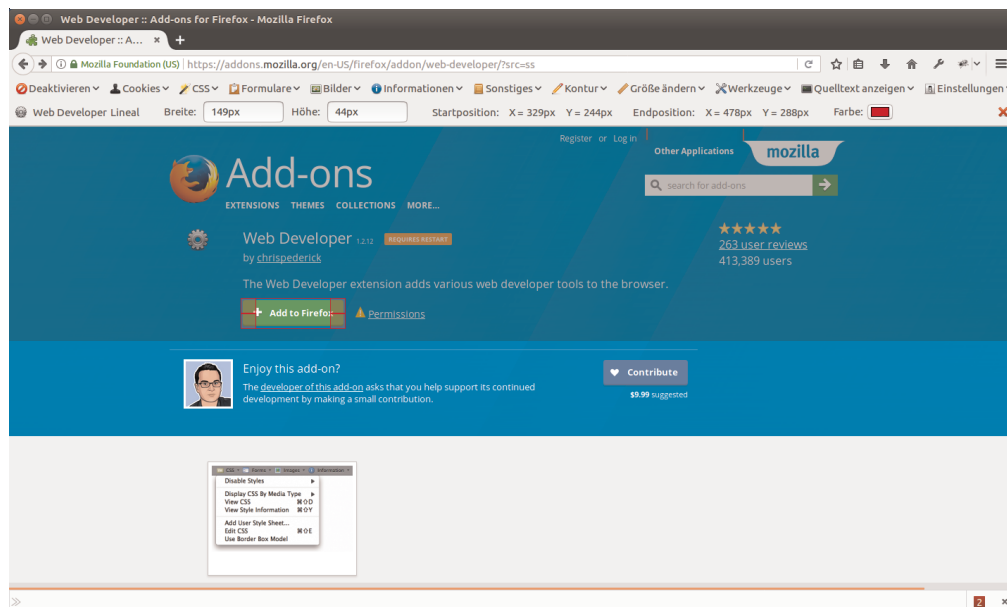 Web Developer :: Add-ons for Firefox - Mozilla Firefox
Web Developer :: A...
Mozilla Foundation (US) https://addons.mozilla.org/en-US/firefox/addon/web-developer/?src=ss
Deaktivieren Cookies CSS Formulare Bilder Informationen Sonstiges Kontur Größe ändern Werkzeuge Quelltext anzeigen Einstellungen
Web Developer Lineal Breite: 149px Höhe: 44px Startposition: X = 329px Y = 244px Endposition: X = 478px Y = 288px Farbe:
Register or Log in
Other Applications mozilla
Add-ons
search for add-ons
EXTENSIONS THEMES COLLECTIONS MORE...
Web Developer 1.2.12 REQUIRES RESTART
by chrispederick
263 user reviews
413,389 users
The Web Developer extension adds various web developer tools to the browser.
Add to Firefox Permissions
Enjoy this add-on?
The developer of this add-on asks that you help support its continued
development by making a small contribution.
Contribute
$9.99 suggested
CSS Forms Images Information
Disable Styles
Display CSS By Media Type
View CSS ⌘⇧D
View Style Information ⌘⇧Y
Add User Style Sheet...
Edit CSS ⌘⇧E
Use Border Box Model
2